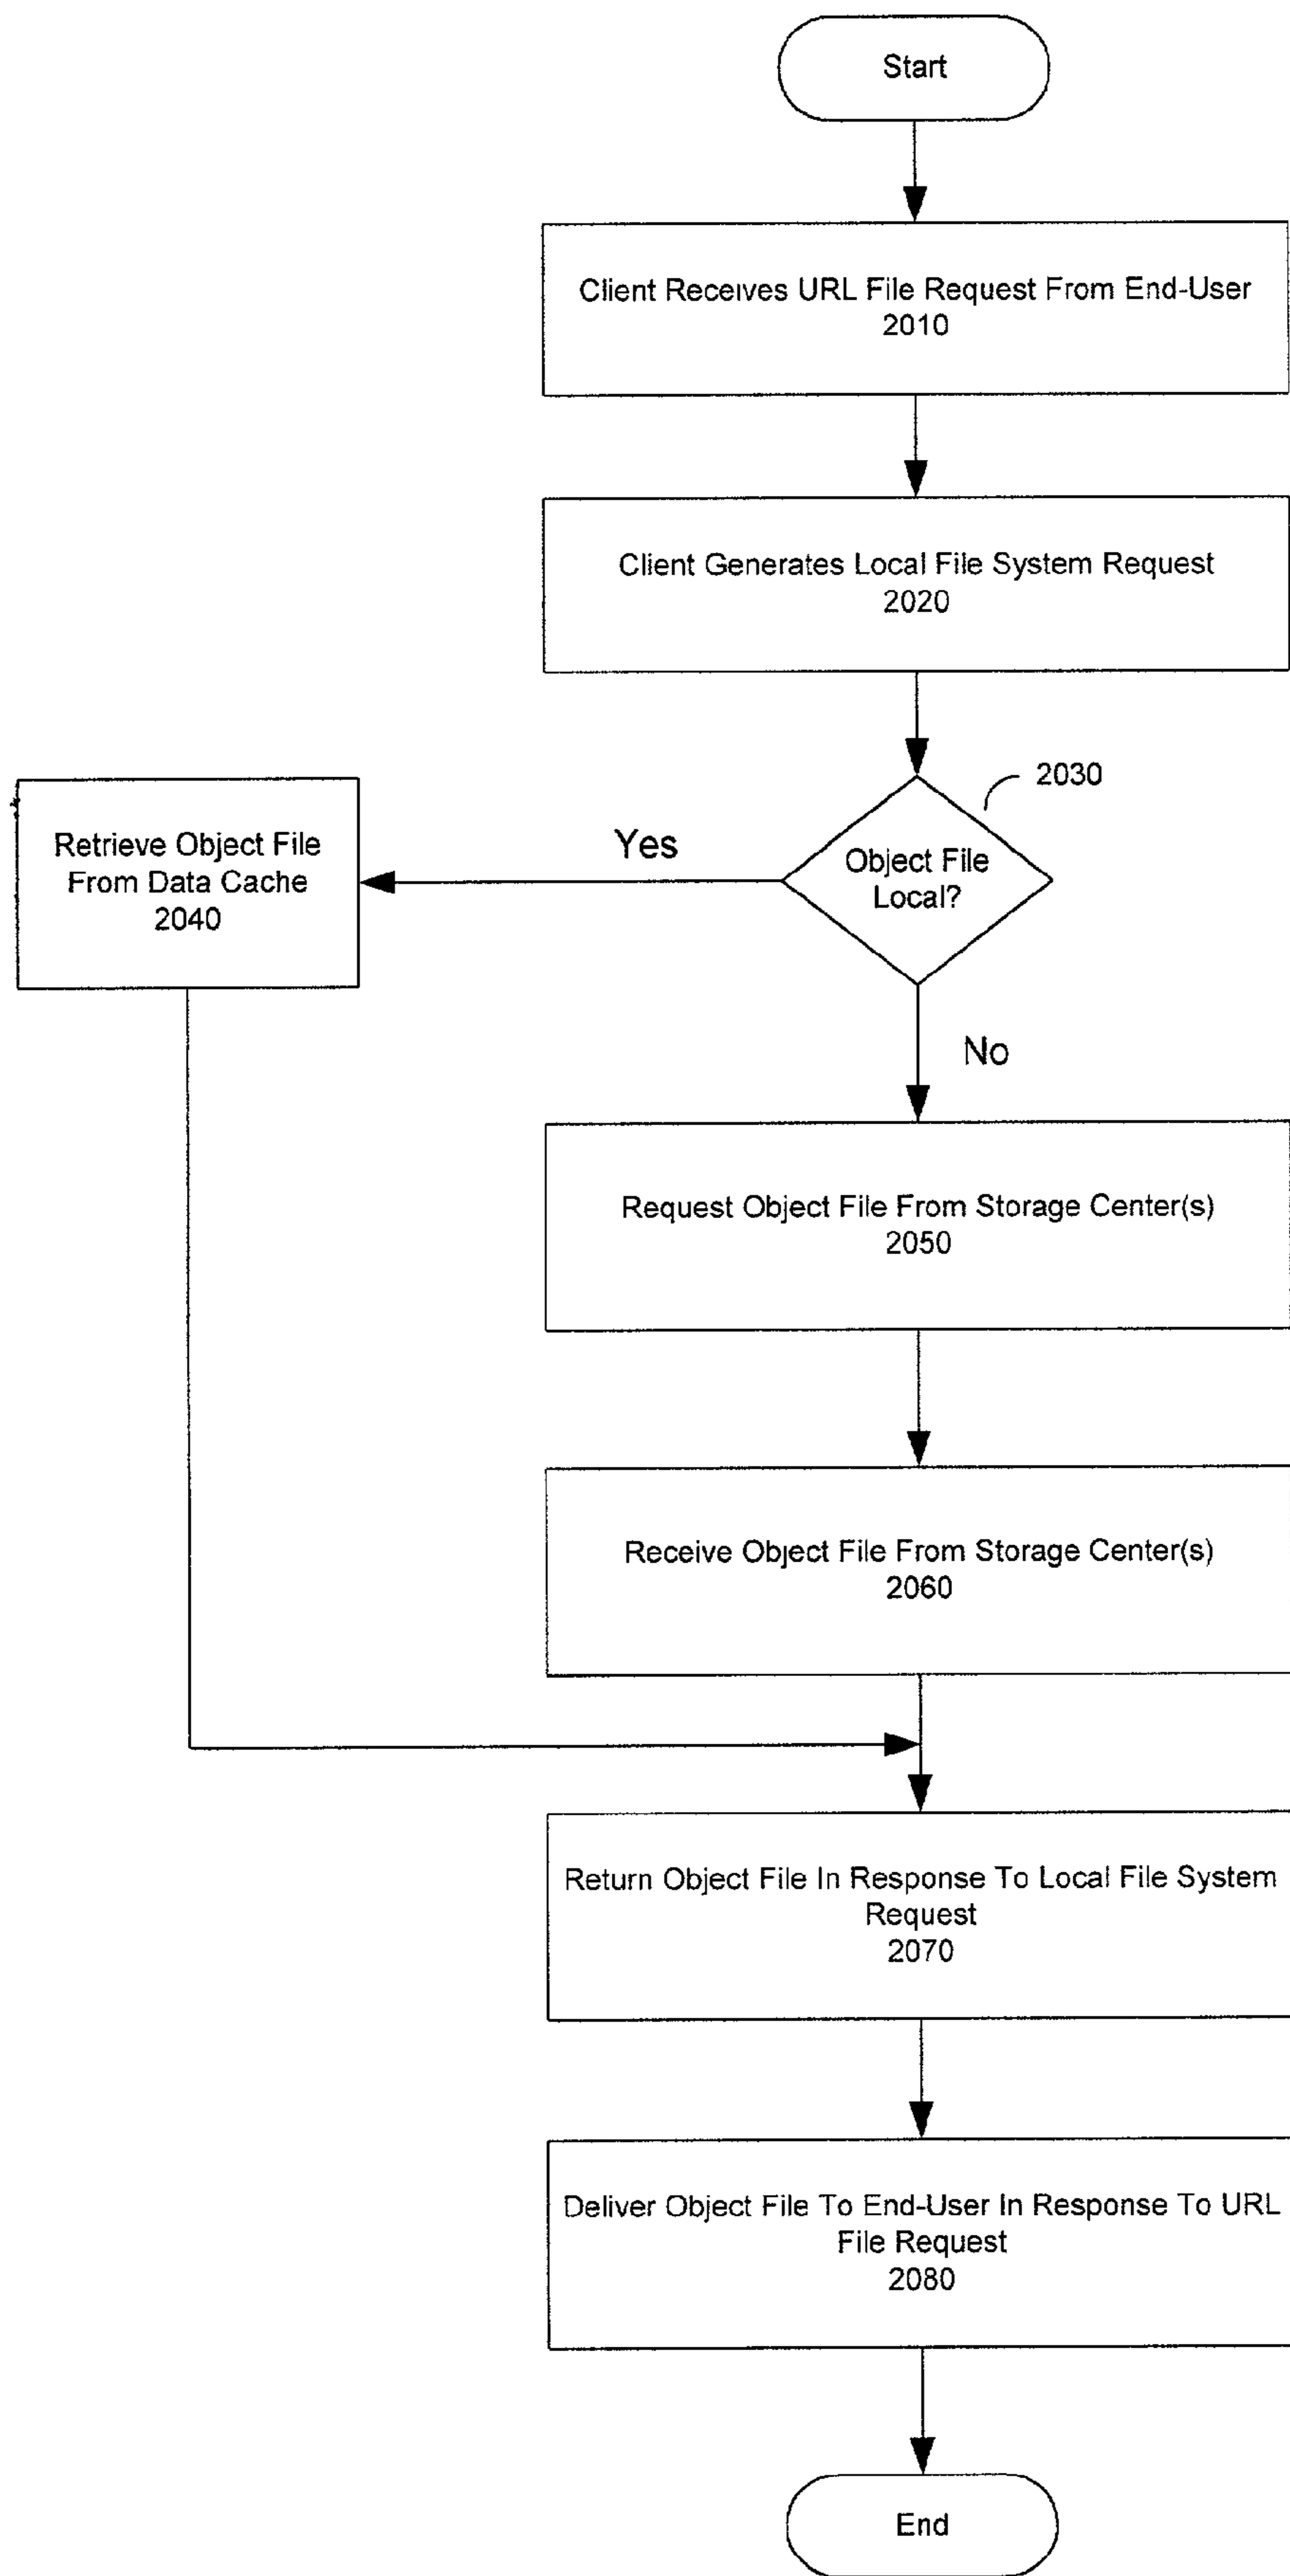 Start
Client Receives URL File Request From End-User
2010
Client Generates Local File System Request
2020
2030
Object File
Local?
Yes
Retrieve Object File
From Data Cache
2040
No
Request Object File From Storage Center(s)
2050
Receive Object File From Storage Center(s)
2060
Return Object File In Response To Local File System
Request
2070
Deliver Object File To End-User In Response To URL
File Request
2080
End